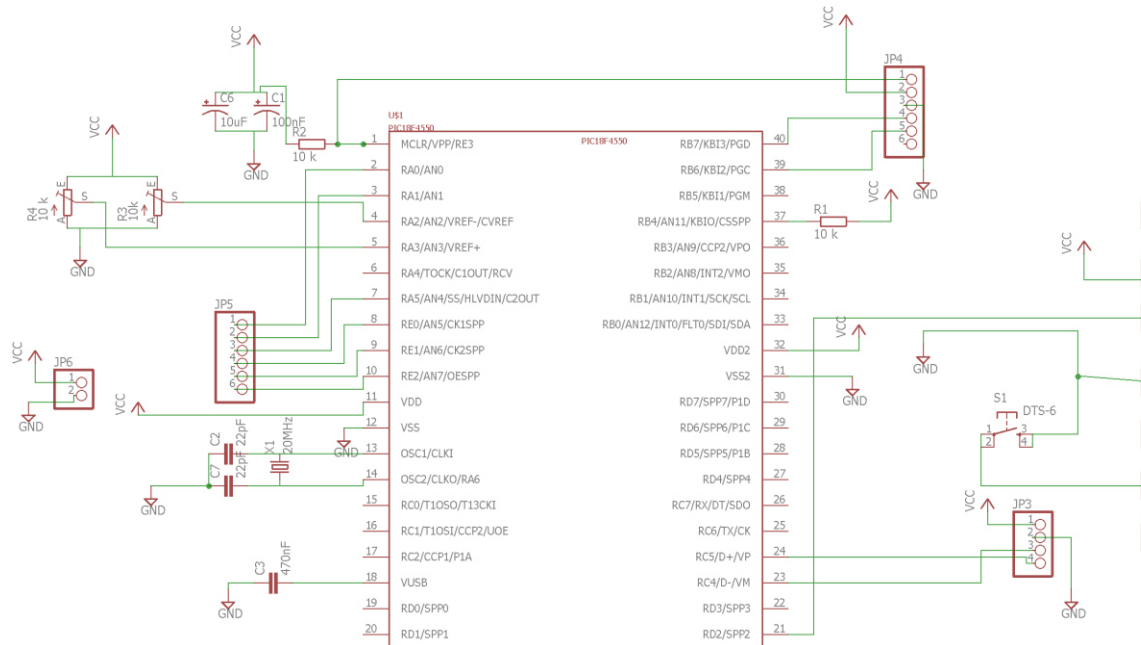 VCC
C6
10uF
C1
100nF
GND
R2
10 k
VCC
R4
10 k
E
S
A
R3
10k
E
S
A
GND
JP5
1
2
3
4
5
6
JP6
1
2
VCC
GND
VCC
GND
C2
22pF
C7
22pF
X1
20MHz
GND
C3
470nF
GND
U$1
PIC18F4550
PIC18F4550
1 MCLR/VPP/RE3
2 RA0/AN0
3 RA1/AN1
4 RA2/AN2/VREF-/CVREF
5 RA3/AN3/VREF+
6 RA4/TOCK/C1OUT/RCV
7 RA5/AN4/SS/HLVDIN/C2OUT
8 RE0/AN5/CK1SPP
9 RE1/AN6/CK2SPP
10 RE2/AN7/OESPP
11 VDD
12 VSS
13 OSC1/CLKI
14 OSC2/CLKO/RA6
15 RC0/T1OSO/T13CKI
16 RC1/T1OSI/CCP2/UOE
17 RC2/CCP1/P1A
18 VUSB
19 RD0/SPP0
20 RD1/SPP1
RB7/KBI3/PGD 40
RB6/KBI2/PGC 39
RB5/KBI1/PGM 38
RB4/AN11/KBIO/CSSPP 37
RB3/AN9/CCP2/VPO 36
RB2/AN8/INT2/VMO 35
RB1/AN10/INT1/SCK/SCL 34
RB0/AN12/INT0/FLT0/SDI/SDA 33
VDD2 32
VSS2 31
RD7/SPP7/P1D 30
RD6/SPP6/P1C 29
RD5/SPP5/P1B 28
RD4/SPP4 27
RC7/RX/DT/SDO 26
RC6/TX/CK 25
RC5/D+/VP 24
RC4/D-/VM 23
RD3/SPP3 22
RD2/SPP2 21
VCC
JP4
1
2
3
4
5
6
GND
VCC
R1
10 k
VCC
VCC
GND
GND
S1
DTS-6
1
2
3
4
VCC
JP3
1
2
3
4
GND